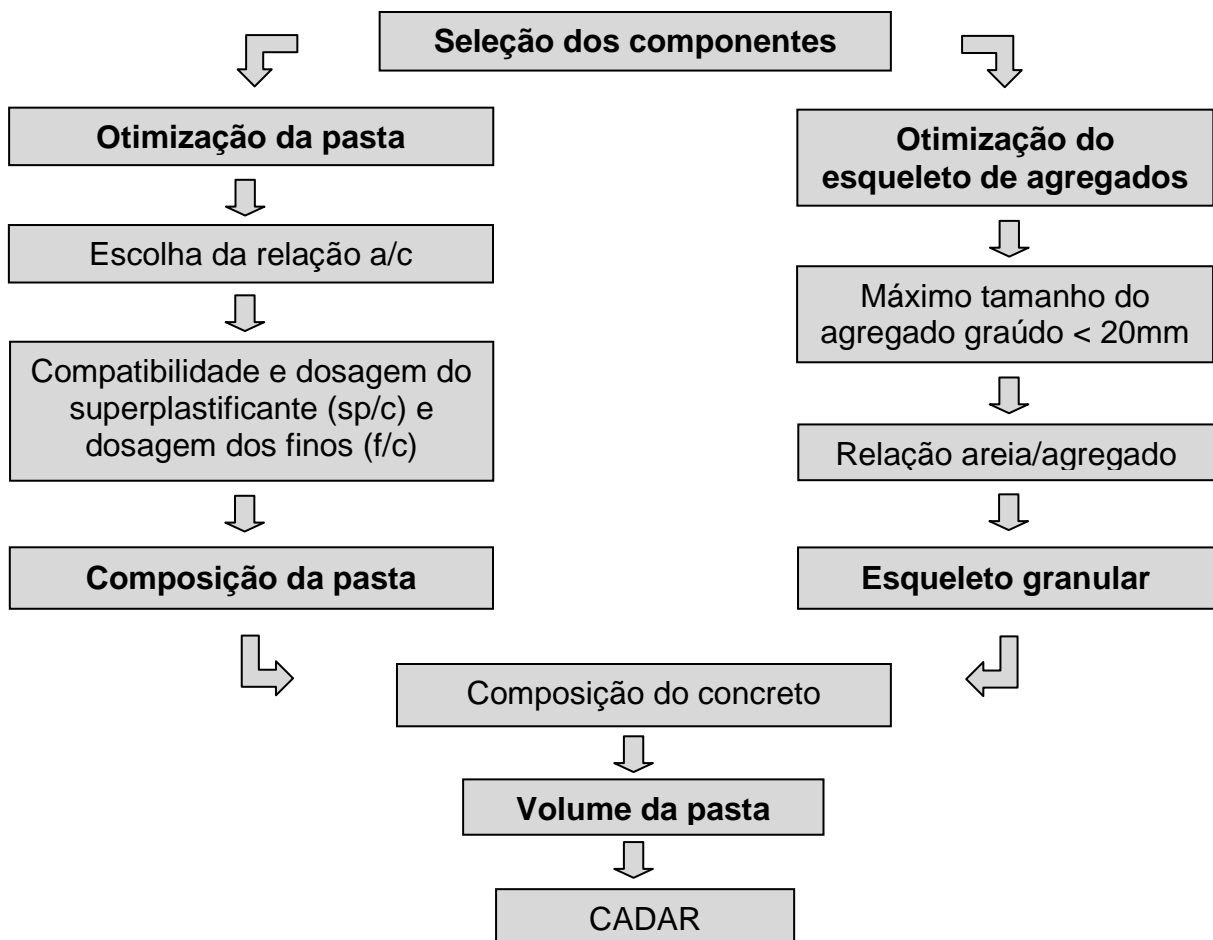 Seleção dos componentes
Otimização da pasta
Escolha da relação a/c
Compatibilidade e dosagem do
superplastificante (sp/c) e
dosagem dos finos (f/c)
Composição da pasta
Otimização do
esqueleto de agregados
Máximo tamanho do
agregado graúdo < 20mm
Relação areia/agregado
Esqueleto granular
Composição do concreto
Volume da pasta
CADAR